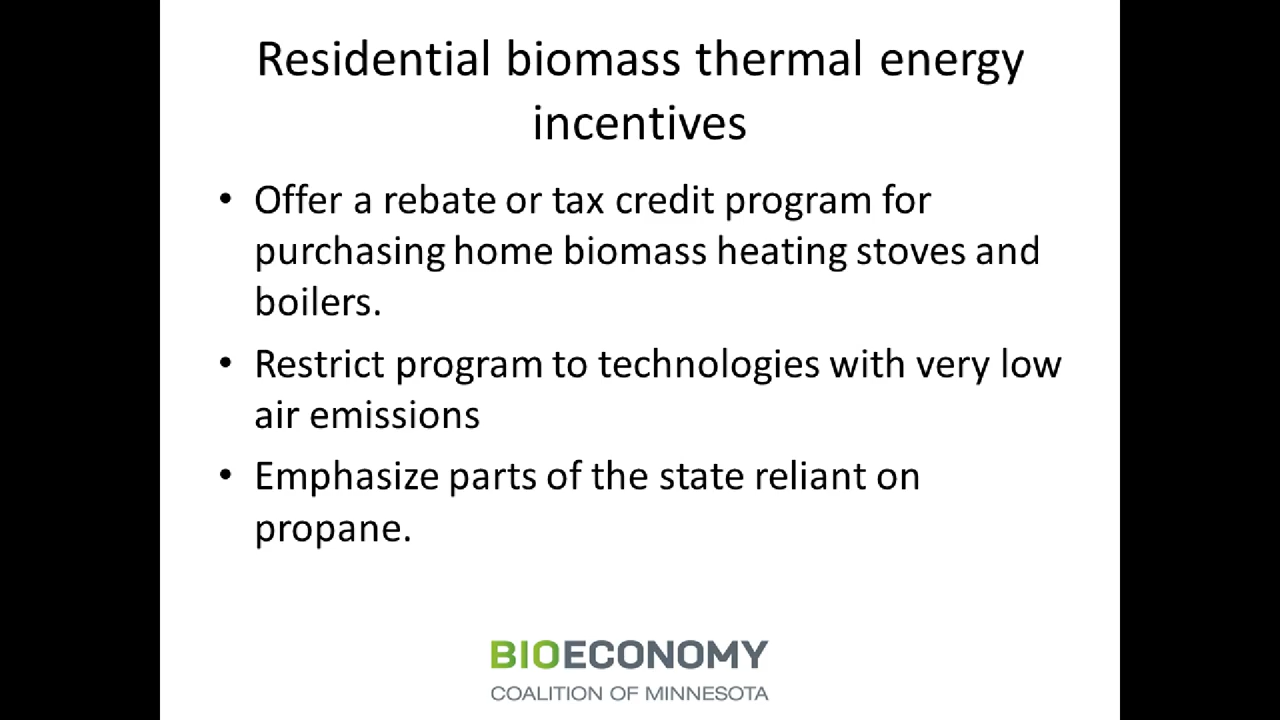 Residential biomass thermal energy
incentives
• Offer a rebate or tax credit program for
purchasing home biomass heating stoves and
boilers.
• Restrict program to technologies with very low
air emissions
• Emphasize parts of the state reliant on
propane.
BIOECONOMY
COALITION OF MINNESOTA